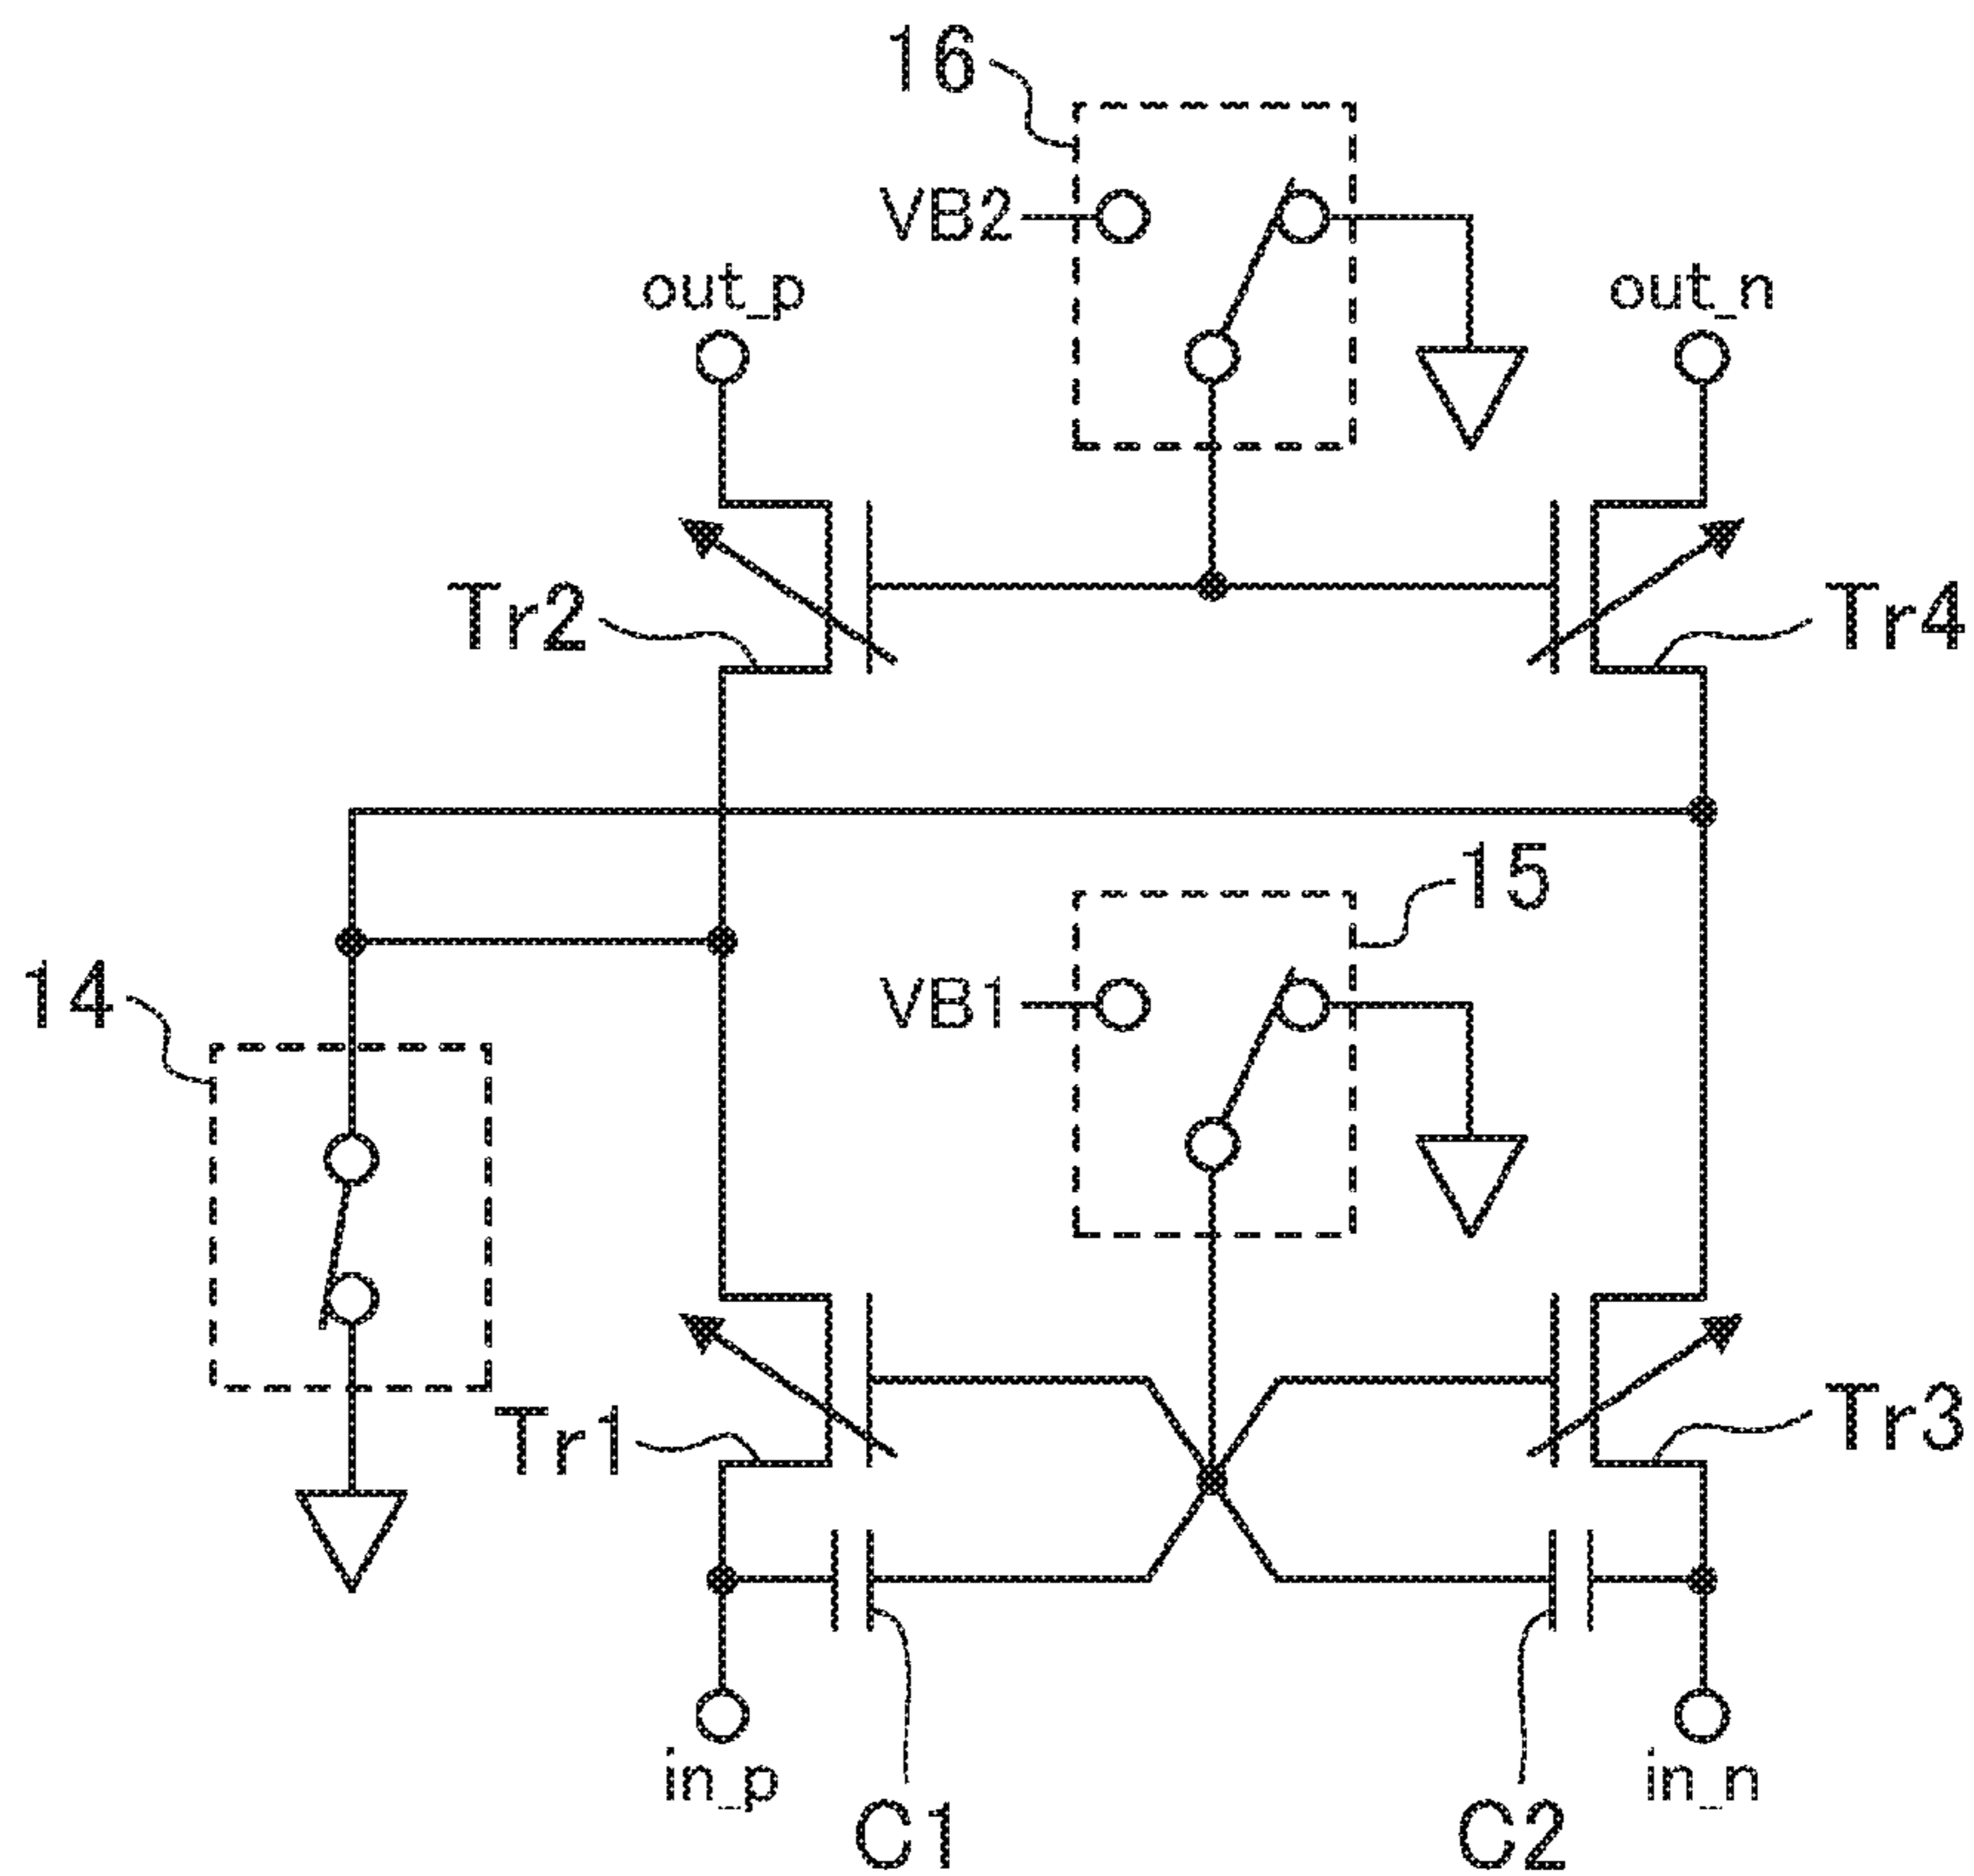 16
VB2
out_p
out_n
Tr2
Tr4
15
VB1
14
Tr1
Tr3
in_p
in_n
C1
C2